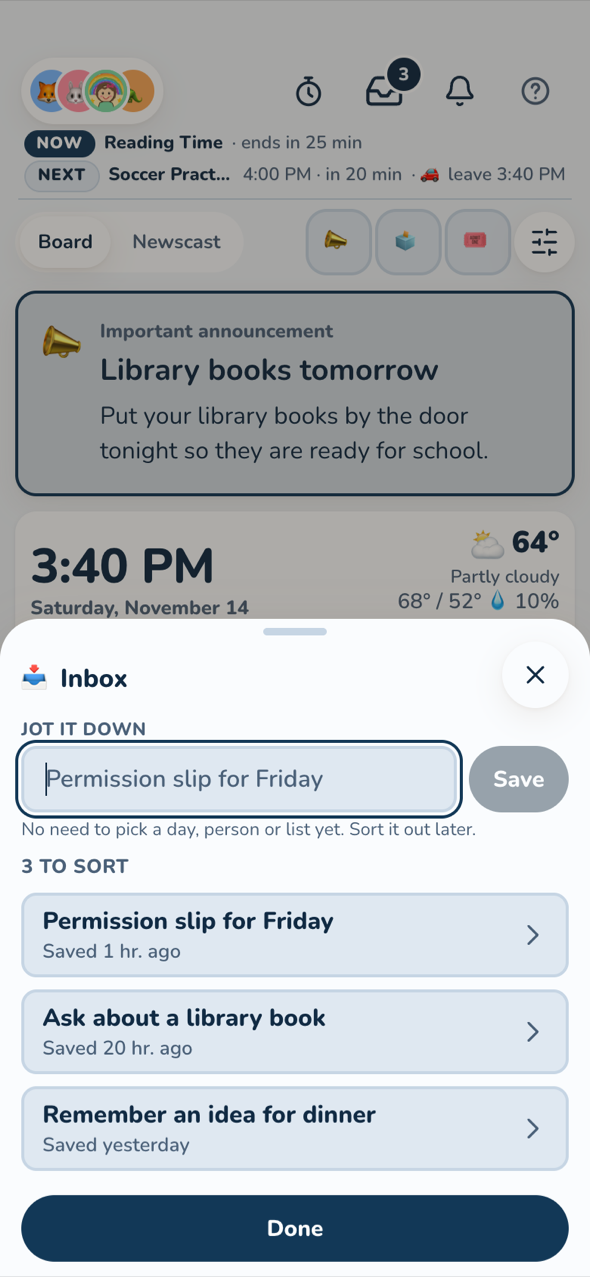 3
NOW Reading Time · ends in 25 min
NEXT Soccer Pract... 4:00 PM · in 20 min · 🚗 leave 3:40 PM
Board Newscast
Important announcement
Library books tomorrow
Put your library books by the door
tonight so they are ready for school.
3:40 PM
Saturday, November 14
64°
Partly cloudy
68° / 52° 💧 10%
Inbox
JOT IT DOWN
Permission slip for Friday
Save
No need to pick a day, person or list yet. Sort it out later.
3 TO SORT
Permission slip for Friday
Saved 1 hr. ago
Ask about a library book
Saved 20 hr. ago
Remember an idea for dinner
Saved yesterday
Done